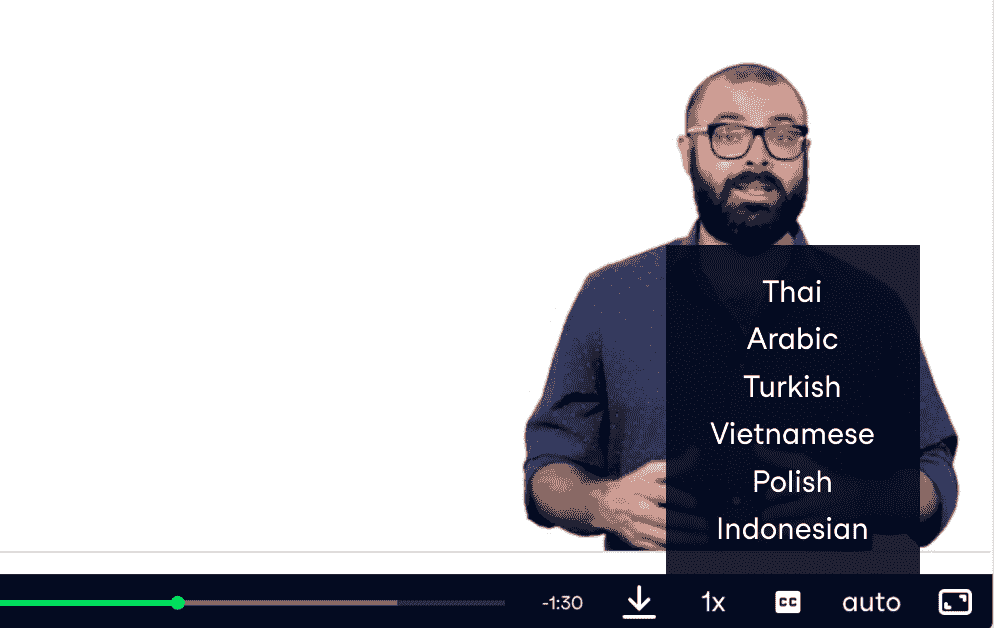 Thai
Arabic
Turkish
Vietnamese
Polish
Indonesian
-1:30
1x
CC
auto